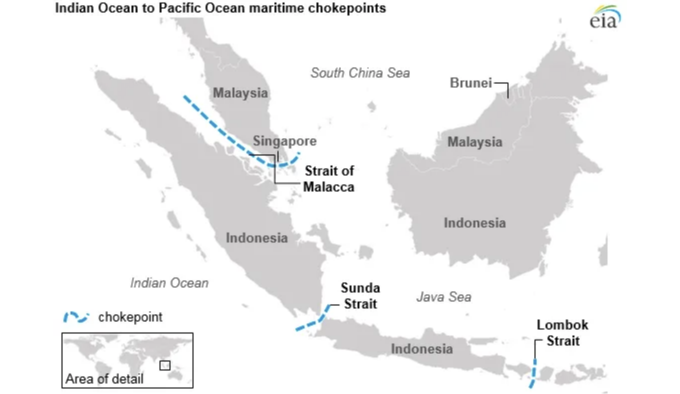 Indian Ocean to Pacific Ocean maritime chokepoints
eia
South China Sea
Malaysia
Brunei
Singapore
Malaysia
Strait of
Malacca
Indonesia
Indonesia
Indian Ocean
Sunda
Strait
Java Sea
chokepoint
Lombok
Strait
Indonesia
Area of detail